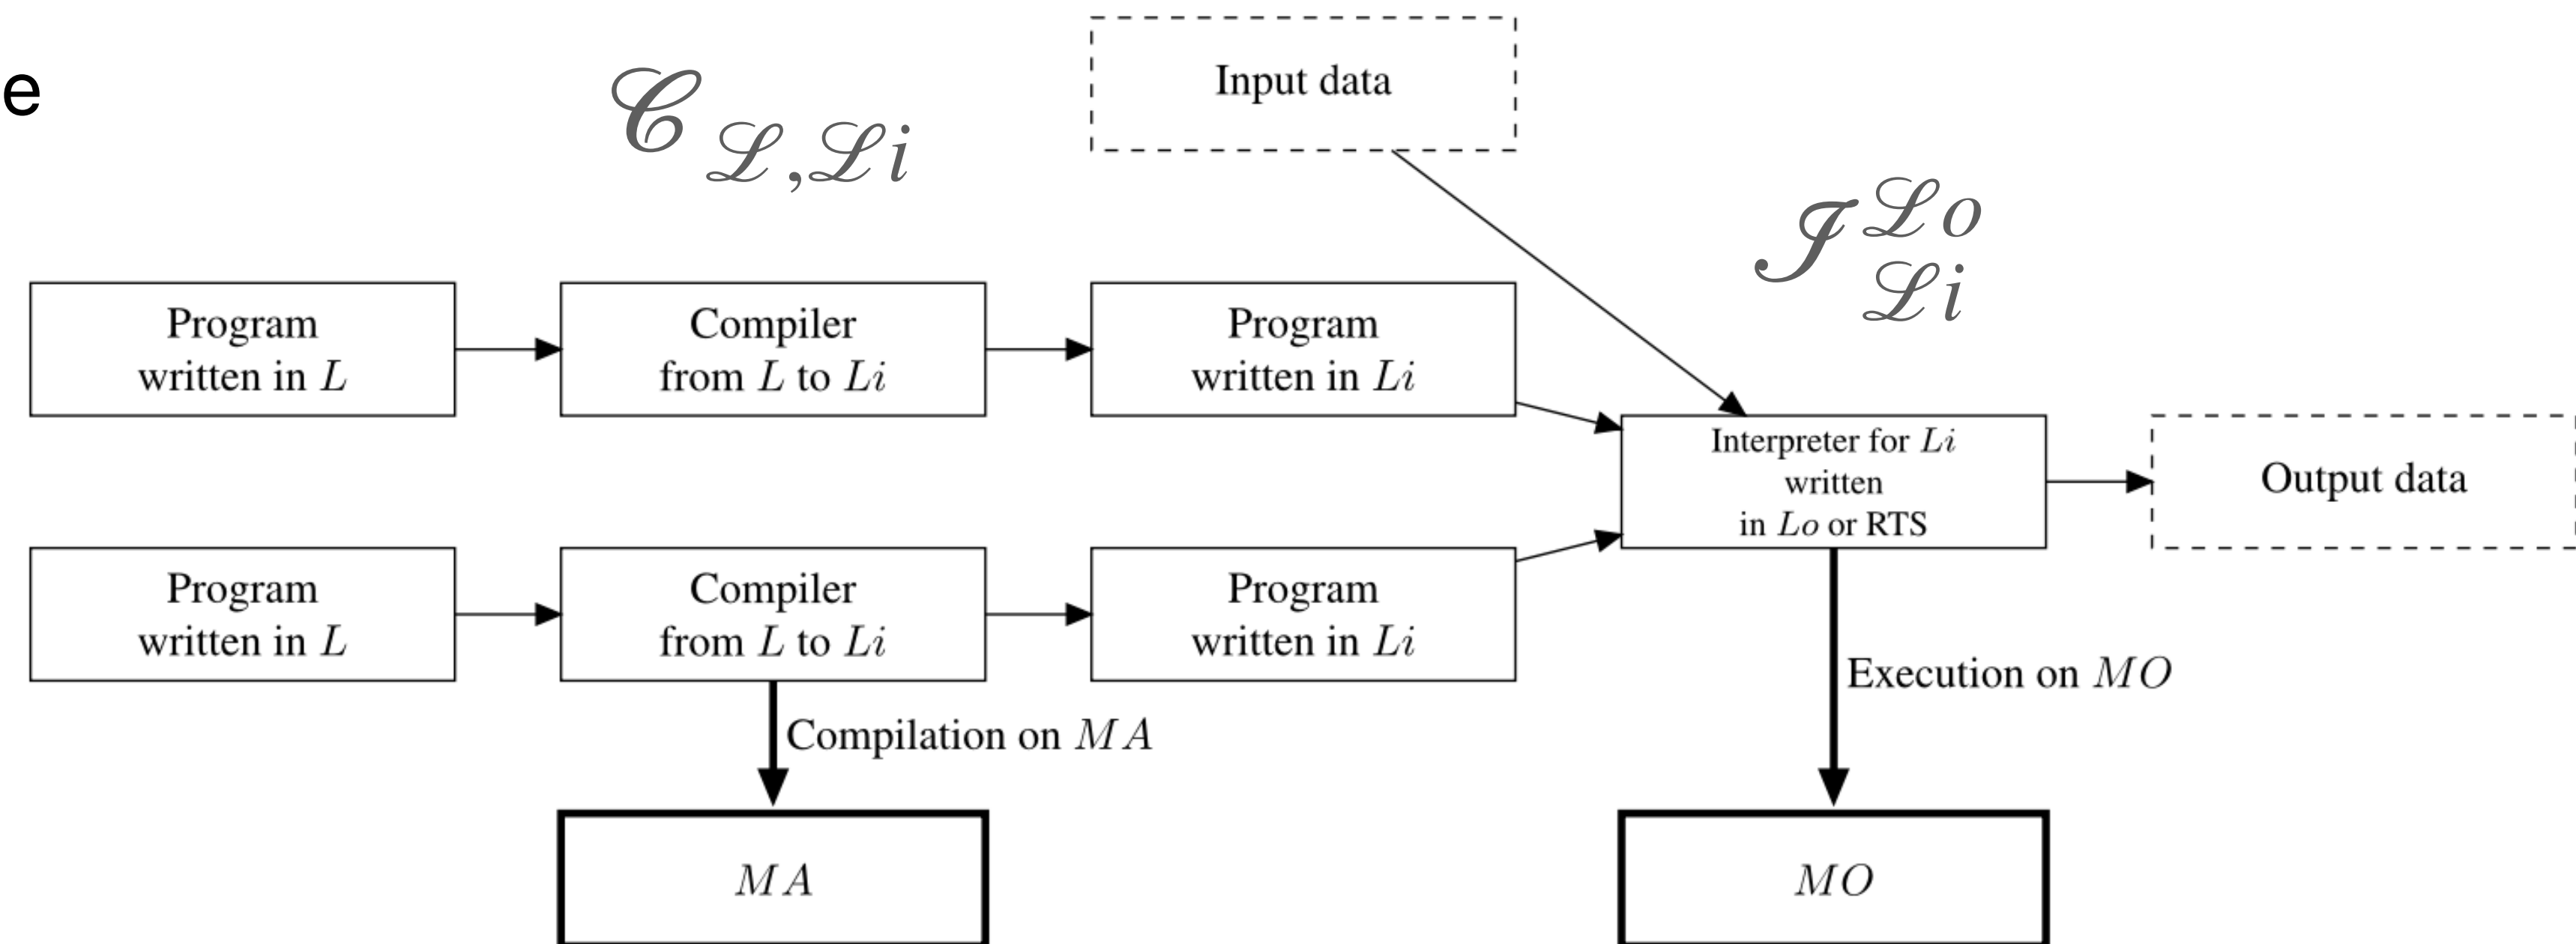 e
Input data
𝒞 ℒ,ℒi
ℐ ℒo
ℒi
Program
written in L
Compiler
from L to Li
Program
written in Li
Interpreter for Li
written
in Lo or RTS
Output data
Program
written in L
Compiler
from L to Li
Program
written in Li
Compilation on MA
Execution on MO
MA
MO